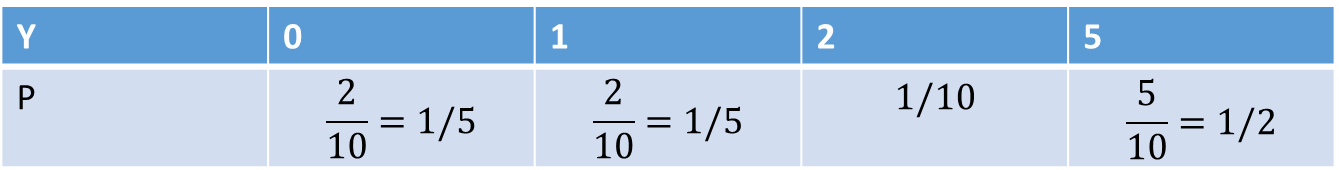 Y 0 1 2 5
P 2/10 = 1/5 2/10 = 1/5 1/10 5/10 = 1/2